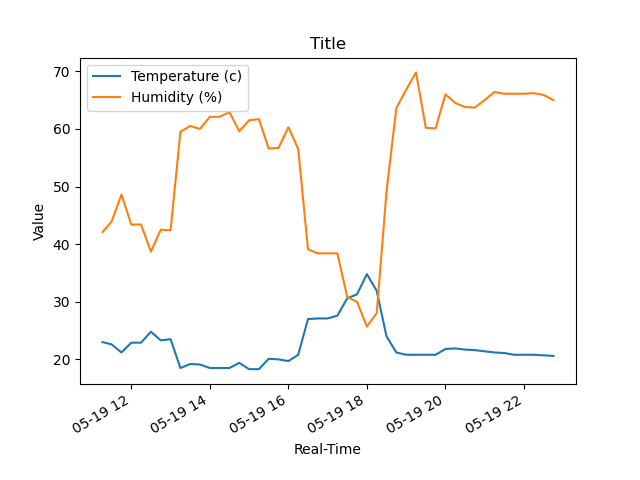 Title
Temperature (c)
Humidity (%)
70
60
50
40
30
20
Value
05-19 12
05-19 14
05-19 16
05-19 18
05-19 20
05-19 22
Real-Time